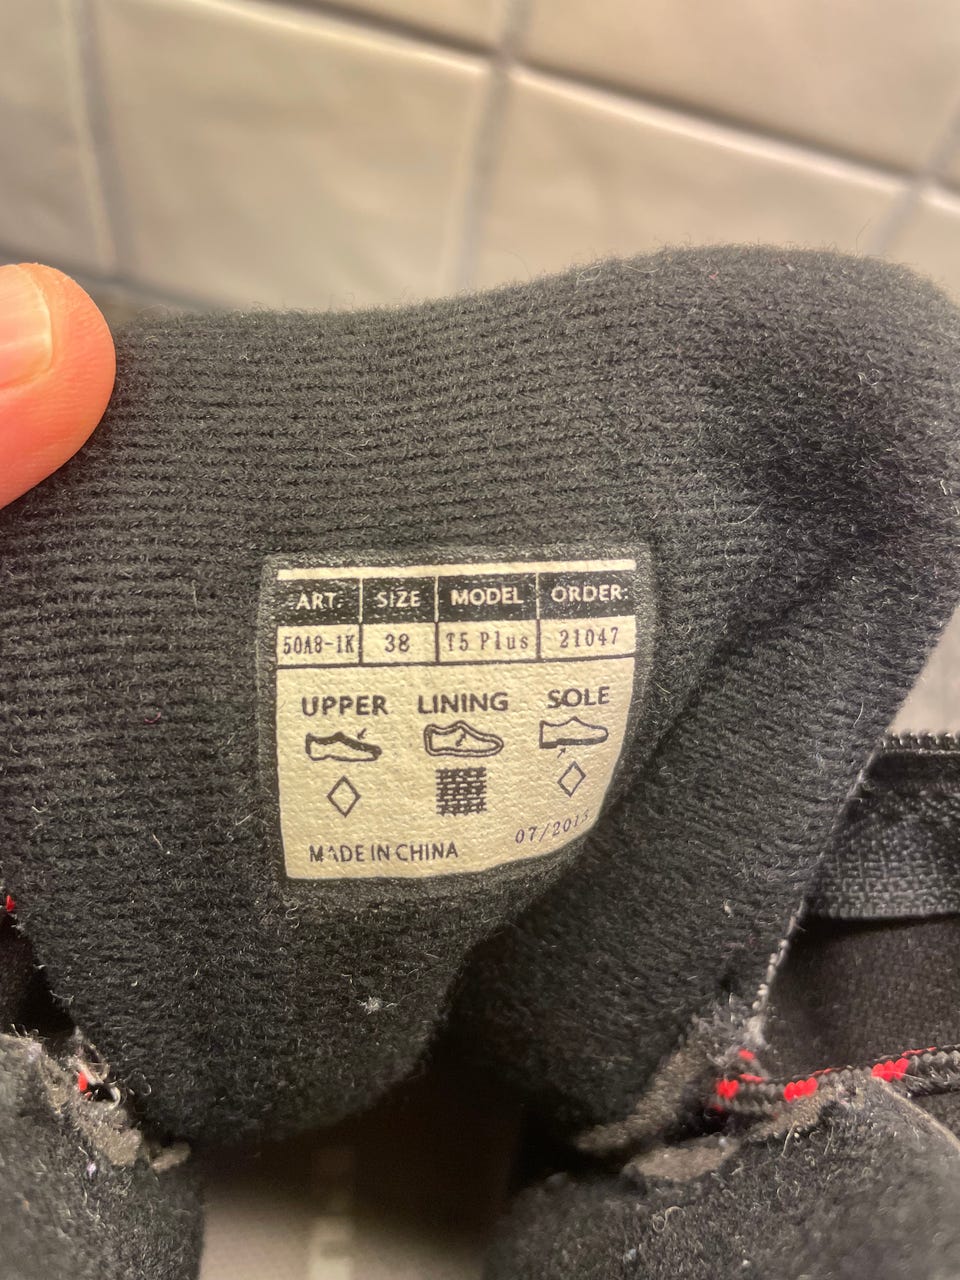 ART. SIZE MODEL ORDER:
50A8-1K 38 T5 Plus 21047
UPPER LINING SOLE
MADE IN CHINA